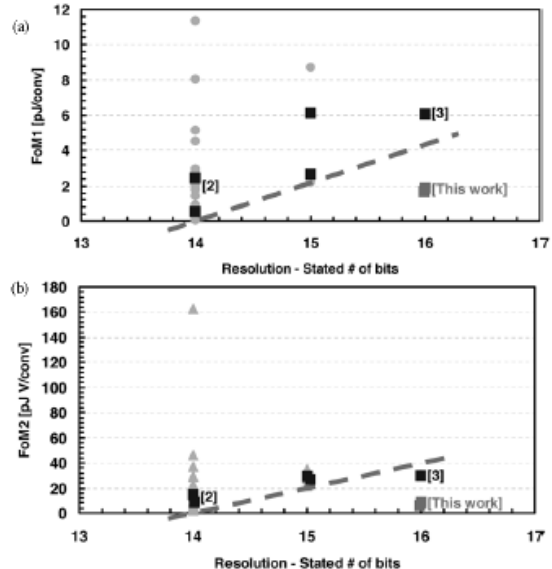 (a)
12
10
8
6
4
2
0
FoM1 [pJ/conv]
[3]
[2]
[This work]
13 14 15 16 17
Resolution - Stated # of bits
(b)
180
160
140
120
100
80
60
40
20
0
FoM2 [pJ V/conv]
[2]
[3]
[This work]
13 14 15 16 17
Resolution - Stated # of bits